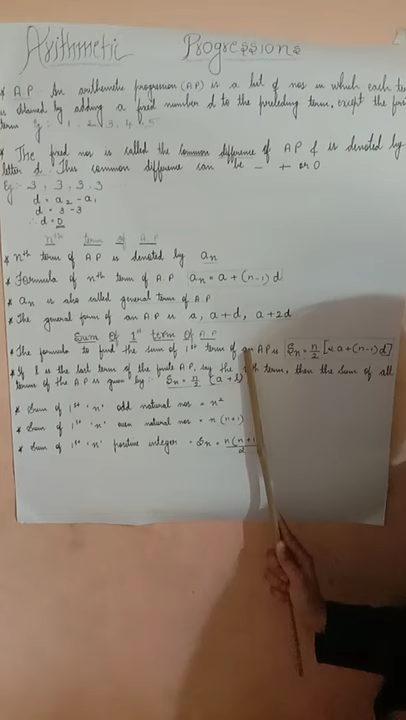 Arithmetic Progressions
* A.P An arithmetic progression (AP) is a list of nos in which each term
is obtained by adding a fixed number d to the preceding term, except the first
term Eg:- 1, 2, 3, 4, 5
* The fixed nos is called the common difference of AP & is denoted by
letter d. This common difference can be - + or 0
Eg:- 3, 3, 3, 3
d = a2 - a1
d = 3 - 3
∴ d = 0
nth term of A.P
* nth term of A.P is denoted by an
* Formula of nth term of A.P an = a + (n-1) d
* an is also called general term of A.P
* The general form of an A.P is a, a+d, a+2d
Sum Of 1st term Of A.P
* The formula to find the sum of 1st term of an AP is Sn = n/2 [2a + (n-1)d]
* If l is the last term of the finite A.P, say the nth term, then the sum of all
terms of the A.P is given by :- Sn = n/2 (a + l)
* Sum of 1st 'n' odd natural nos = n²
* Sum of 1st 'n' even natural nos = n (n+1)
* Sum of 1st 'n' positive integer = Sn = n(n+1)/2